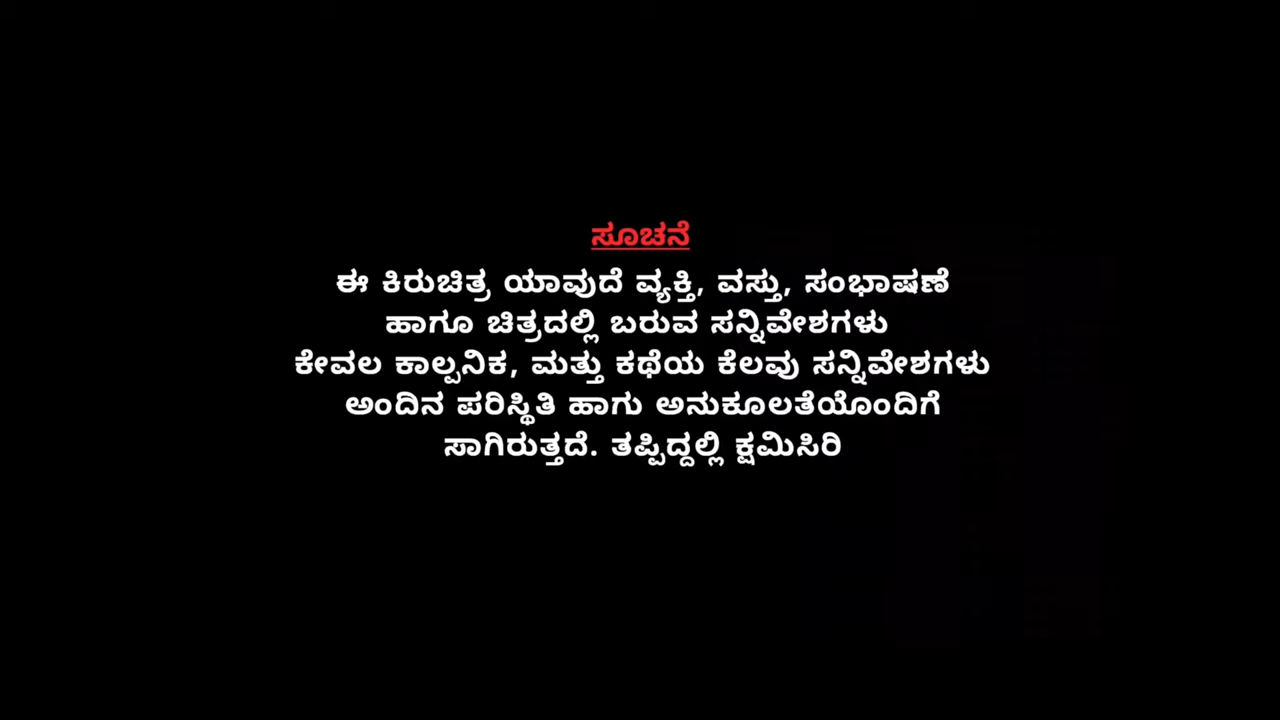 ಸೂಚನೆ
ಈ ಕಿರುಚಿತ್ರ ಯಾವುದೆ ವ್ಯಕ್ತಿ, ವಸ್ತು, ಸಂಭಾಷಣೆ
ಹಾಗೂ ಚಿತ್ರದಲ್ಲಿ ಬರುವ ಸನ್ನಿವೇಶಗಳು
ಕೇವಲ ಕಾಲ್ಪನಿಕ, ಮತ್ತು ಕಥೆಯ ಕೆಲವು ಸನ್ನಿವೇಶಗಳು
ಅಂದಿನ ಪರಿಸ್ಥಿತಿ ಹಾಗು ಅನುಕೂಲತೆಯೊಂದಿಗೆ
ಸಾಗಿರುತ್ತದೆ. ತಪ್ಪಿದ್ದಲ್ಲಿ ಕ್ಷಮಿಸಿರಿ